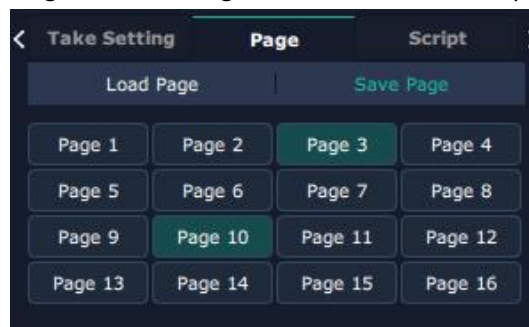 Take Setting Page Script
Load Page Save Page
Page 1 Page 2 Page 3 Page 4
Page 5 Page 6 Page 7 Page 8
Page 9 Page 10 Page 11 Page 12
Page 13 Page 14 Page 15 Page 16